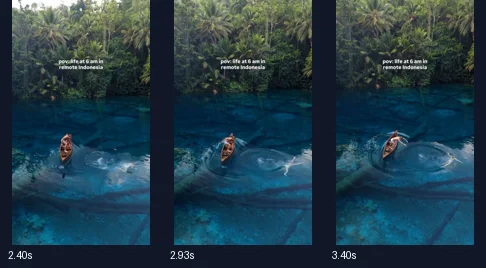 pov: life at 6 am in
remote Indonesia
pov: life at 6 am in
remote Indonesia
pov: life at 6 am in
remote Indonesia
2.40s
2.93s
3.40s